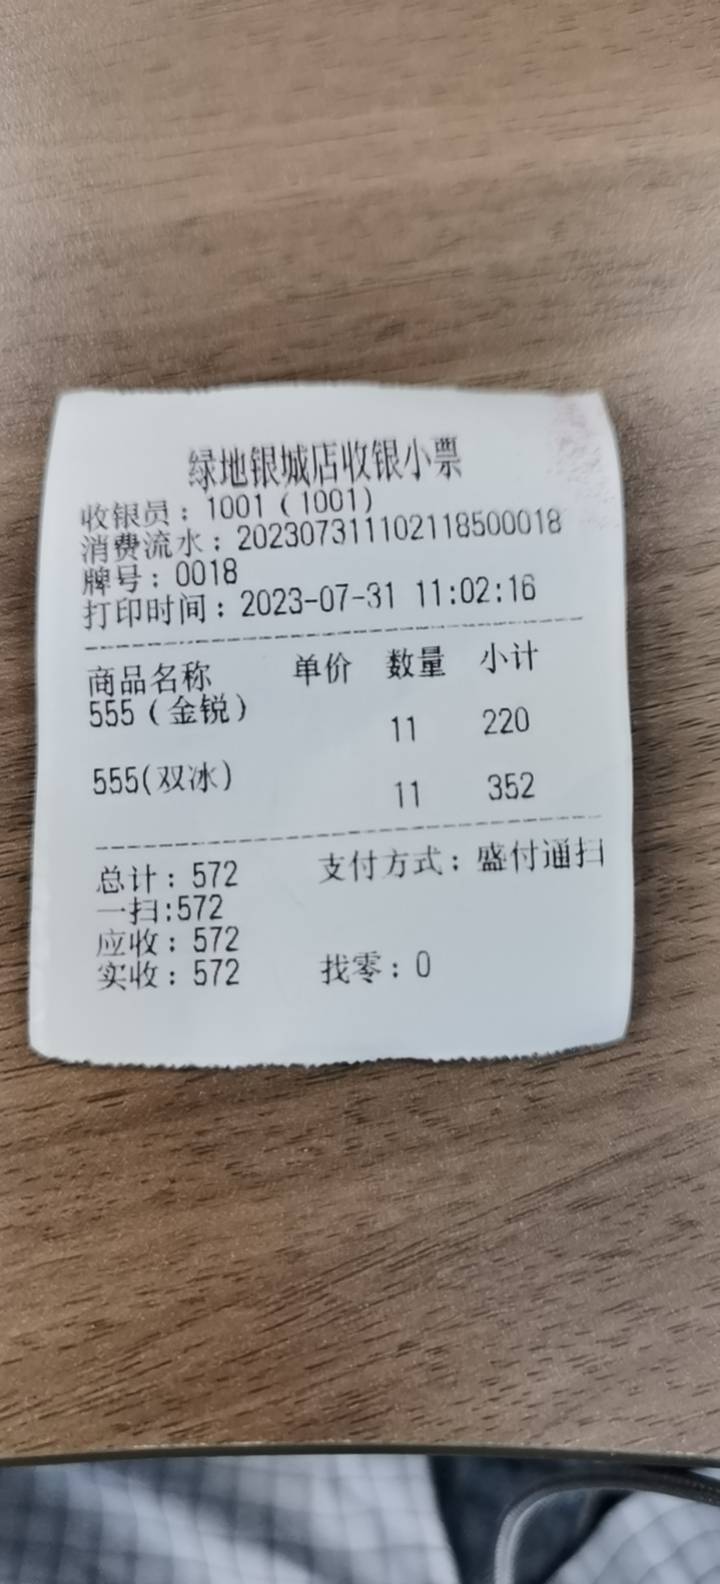 绿地银城店收银小票
收银员：1001（1001）
消费流水：202307311102118500018
牌号：0018
打印时间：2023-07-31 11:02:16
商品名称 单价 数量 小计
555（金锐）
11 220
555(双冰)
11 352
总计：572 支付方式：盛付通扫
一扫:572
应收：572
实收：572 找零：0